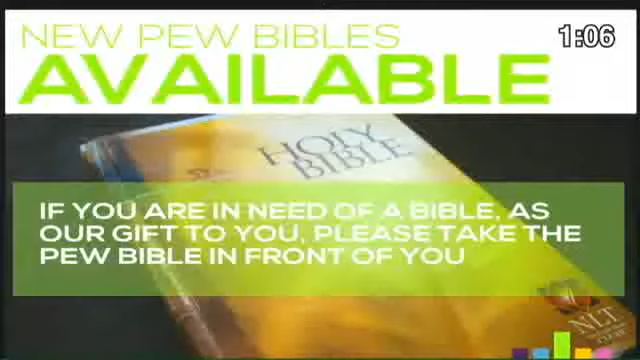 NEW PEW BIBLES
1:06
AVAILABLE
HOLY
BIBLE
IF YOU ARE IN NEED OF A BIBLE, AS
OUR GIFT TO YOU, PLEASE TAKE THE
PEW BIBLE IN FRONT OF YOU
NLT